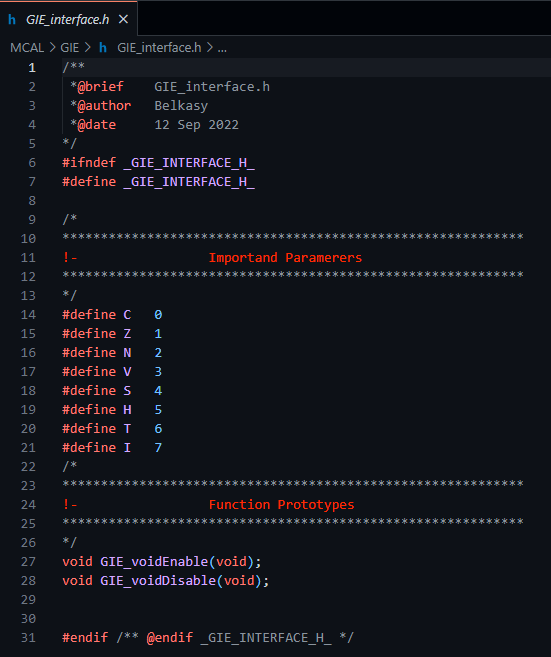 h GIE_interface.h ×
MCAL > GIE > h GIE_interface.h > ...
1 /**
2 *@brief GIE_interface.h
3 *@author Belkasy
4 *@date 12 Sep 2022
5 */
6 #ifndef _GIE_INTERFACE_H_
7 #define _GIE_INTERFACE_H_
8
9 /*
10 ************************************************************
11 !- Importand Paramerers
12 ************************************************************
13 */
14 #define C 0
15 #define Z 1
16 #define N 2
17 #define V 3
18 #define S 4
19 #define H 5
20 #define T 6
21 #define I 7
22 /*
23 ************************************************************
24 !- Function Prototypes
25 ************************************************************
26 */
27 void GIE_voidEnable(void);
28 void GIE_voidDisable(void);
29
30
31 #endif /** @endif _GIE_INTERFACE_H_ */